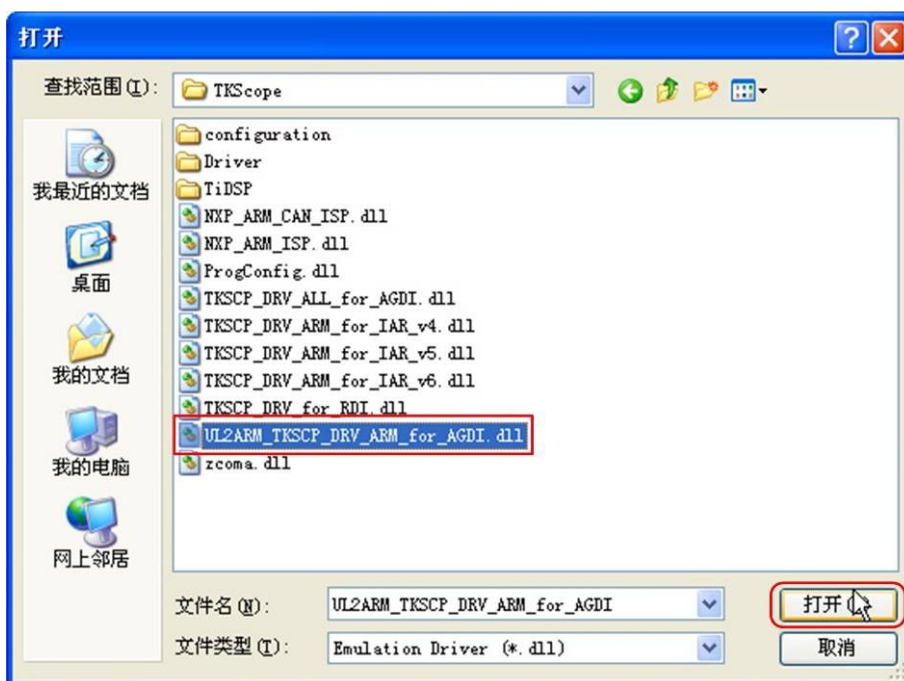 打开
查找范围(I):
TKScope
configuration
Driver
TiDSP
NXP_ARM_CAN_ISP.dll
NXP_ARM_ISP.dll
ProgConfig.dll
TKSCP_DRV_ALL_for_AGDI.dll
TKSCP_DRV_ARM_for_IAR_v4.dll
TKSCP_DRV_ARM_for_IAR_v5.dll
TKSCP_DRV_ARM_for_IAR_v6.dll
TKSCP_DRV_for_RDI.dll
UL2ARM_TKSCP_DRV_ARM_for_AGDI.dll
zcoma.dll
我最近的文档
桌面
我的文档
我的电脑
网上邻居
文件名(N):
UL2ARM_TKSCP_DRV_ARM_for_AGDI
打开
文件类型(T):
Emulation Driver (*.dll)
取消